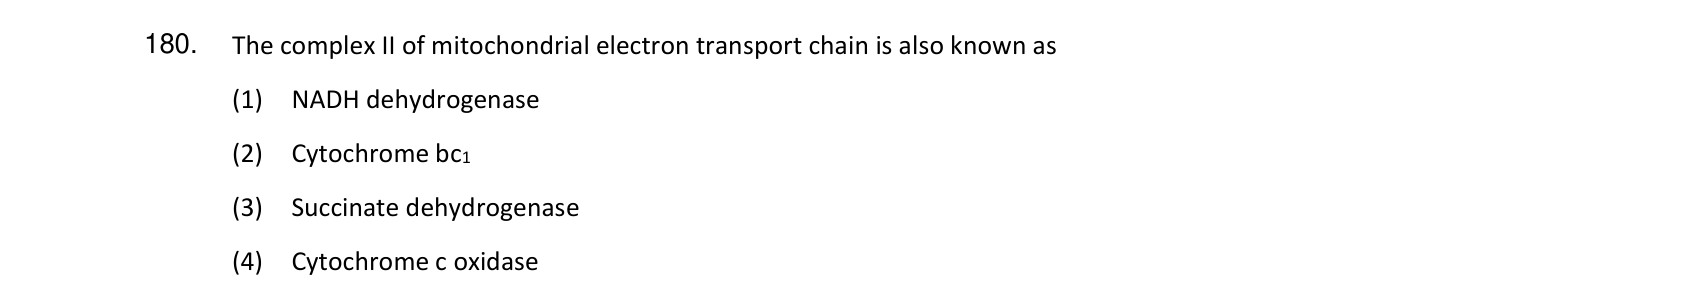 180. The complex II of mitochondrial electron transport chain is also known as
(1) NADH dehydrogenase
(2) Cytochrome bc₁
(3) Succinate dehydrogenase
(4) Cytochrome c oxidase